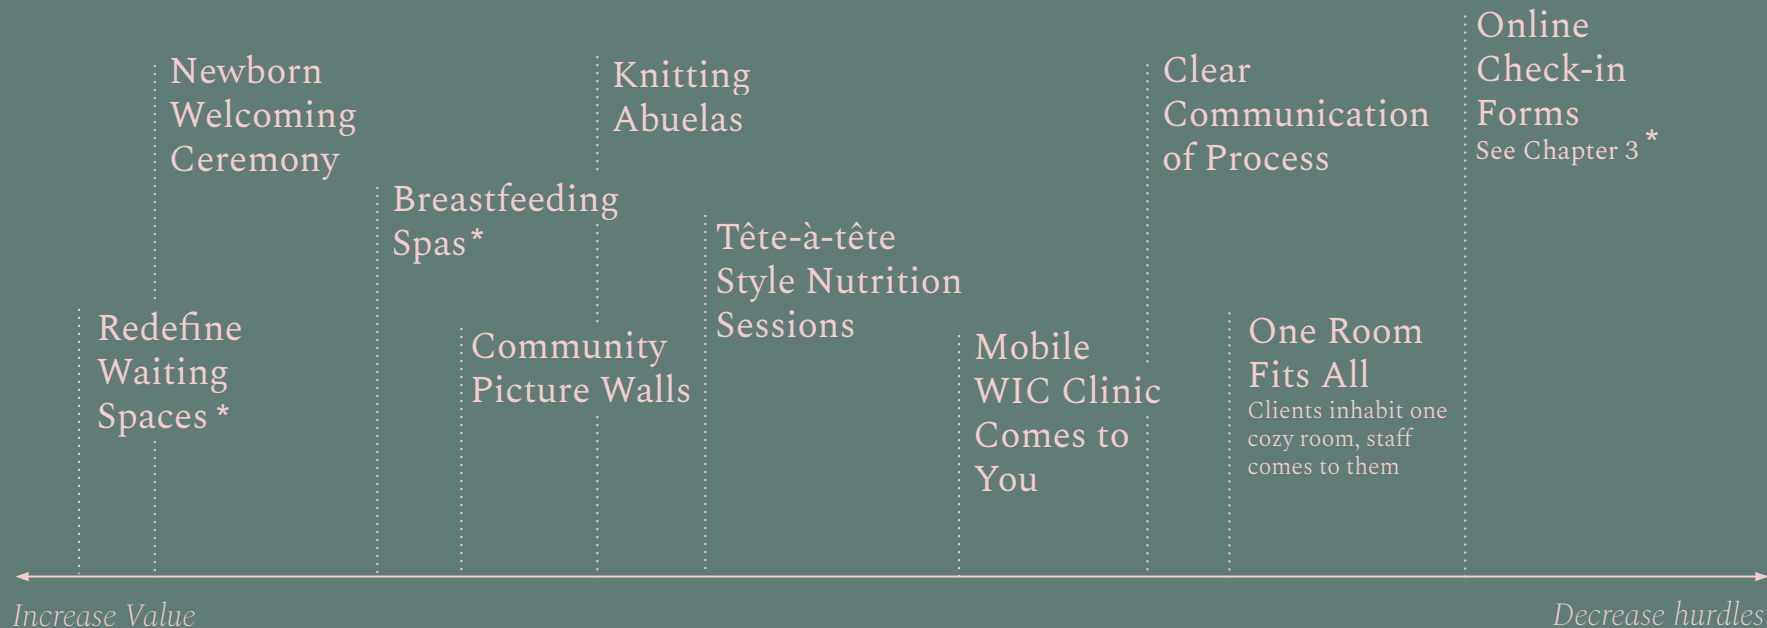 Newborn
Welcoming
Ceremony
Knitting
Abuelas
Clear
Communication
of Process
Online
Check-in
Forms
See Chapter 3 *
Breastfeeding
Spas *
Tête-à-tête
Style Nutrition
Sessions
Redefine
Waiting
Spaces *
Community
Picture Walls
Mobile
WIC Clinic
Comes to
You
One Room
Fits All
Clients inhabit one
cozy room, staff
comes to them
Increase Value
Decrease hurdles